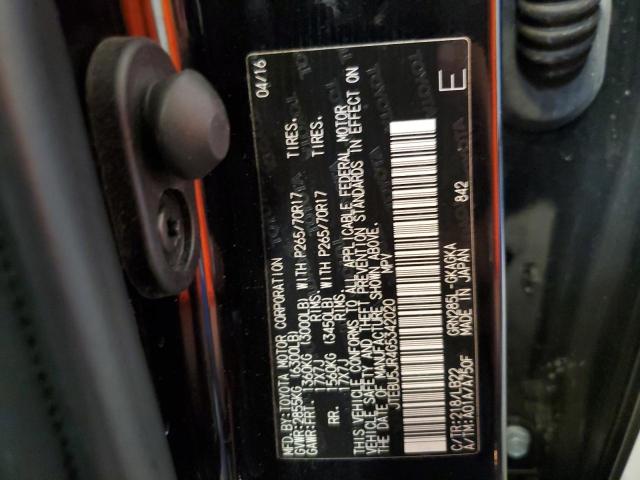 MFD.BY:TOYOTA MOTOR CORPORATION 04/16
GVWR:2855KG (6300LB)
GAWR:FRT. 1360KG (3000LB) WITH P265/70R17 TIRES.
17X7J RIMS.
RR. 1560KG (3450LB) WITH P265/70R17 TIRES.
17X7J RIMS.
THIS VEHICLE CONFORMS TO ALL APPLICABLE FEDERAL MOTOR
VEHICLE SAFETY AND THEFT PREVENTION STANDARDS IN EFFECT ON
THE DATE OF MANUFACTURE SHOWN ABOVE.
JTEBU5JR4G5342020 MPV
C/TR:218/LB22 GRN285L -GKAGKA 842
A/TM:A01A/A750F MADE IN JAPAN
E